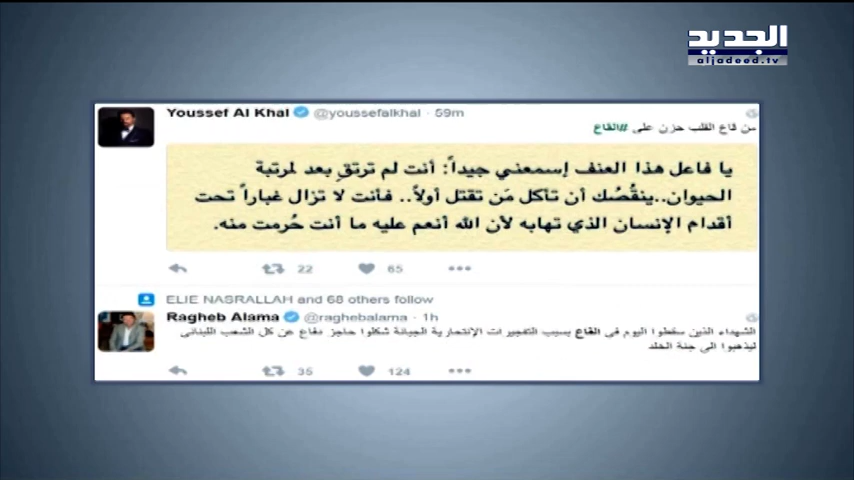 الجديد
aljadeed.tv
Youssef Al Khal @youssefalkhal · 59m
من قاع القلب حزن على #القاع
يا فاعل هذا العنف إسمعني جيداً: أنت لم ترتقِ بعد لمرتبة
الحيوان..ينقُصُك أن تأكل مَن تقتل أولاً.. فأنت لا تزال غباراً تحت
أقدام الإنسان الذي تهابه لأن الله أنعم عليه ما أنت حُرمت منه.
22 65
ELIE NASRALLAH and 68 others follow
Ragheb Alama @raghebalama · 1h
الشهداء الذين سقطوا اليوم في القاع بسبب التفجيرات الإنتحارية الجبانة شكلوا حاجز دفاع عن كل الشعب اللبناني
ليذهبوا الى جنة الخلد
35 124